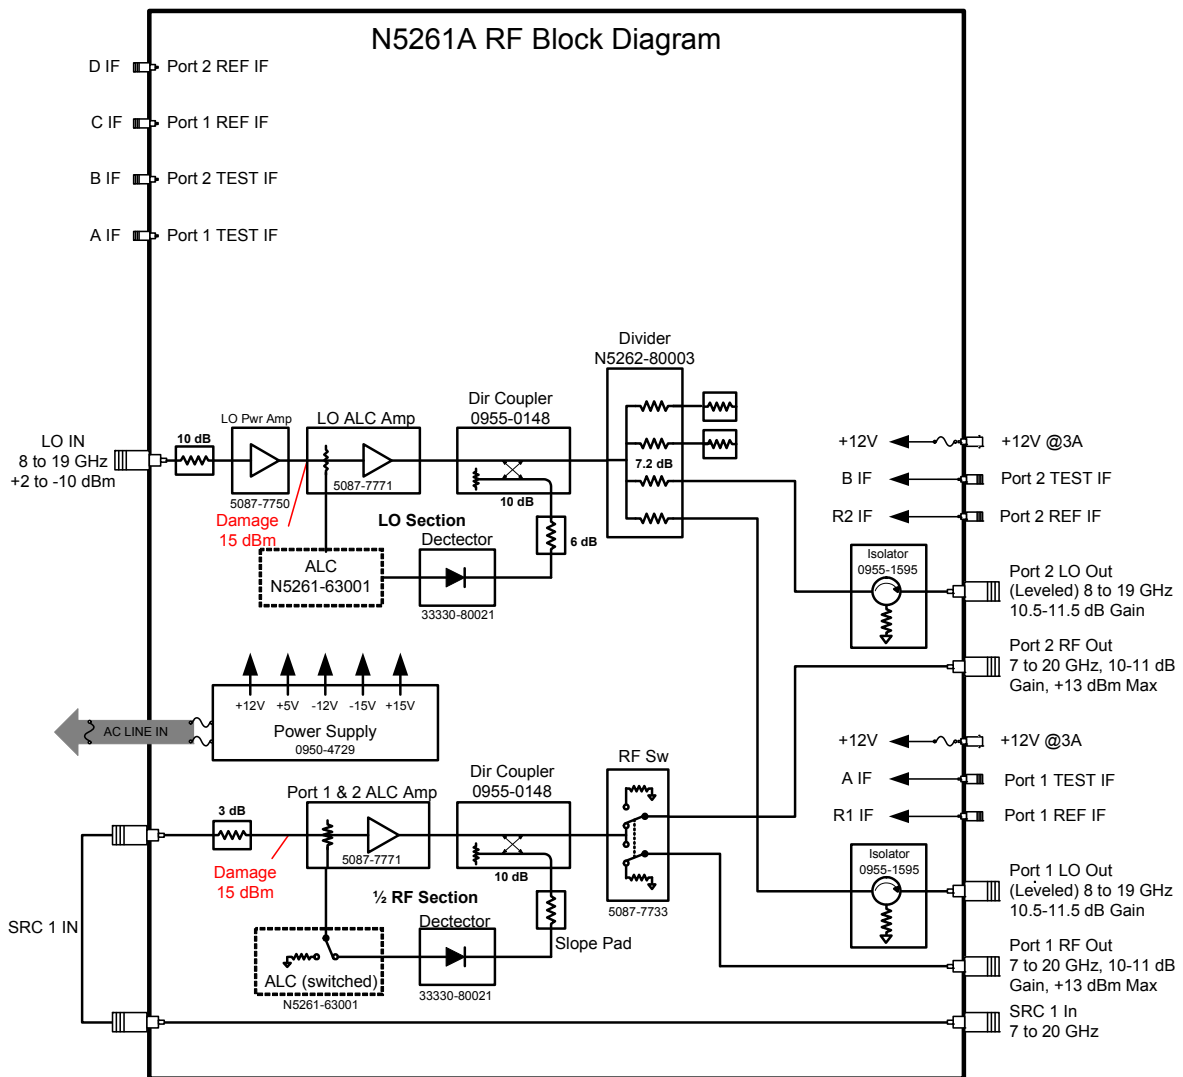 N5261A RF Block Diagram
D IF
Port 2 REF IF
C IF
Port 1 REF IF
B IF
Port 2 TEST IF
A IF
Port 1 TEST IF
Divider
N5262-80003
7.2 dB
LO IN
8 to 19 GHz
+2 to -10 dBm
10 dB
LO Pwr Amp
5087-7750
LO ALC Amp
5087-7771
Damage
15 dBm
Dir Coupler
0955-0148
10 dB
6 dB
LO Section
Dectector
33330-80021
ALC
N5261-63001
+12V
+12V @3A
B IF
Port 2 TEST IF
R2 IF
Port 2 REF IF
Isolator
0955-1595
Port 2 LO Out
(Leveled) 8 to 19 GHz
10.5-11.5 dB Gain
Port 2 RF Out
7 to 20 GHz, 10-11 dB
Gain, +13 dBm Max
+12V
+5V
-12V
-15V
+15V
Power Supply
0950-4729
AC LINE IN
+12V
+12V @3A
A IF
Port 1 TEST IF
R1 IF
Port 1 REF IF
RF Sw
5087-7733
Dir Coupler
0955-0148
10 dB
Port 1 & 2 ALC Amp
5087-7771
3 dB
Damage
15 dBm
½ RF Section
Dectector
33330-80021
Slope Pad
ALC (switched)
N5261-63001
SRC 1 IN
Isolator
0955-1595
Port 1 LO Out
(Leveled) 8 to 19 GHz
10.5-11.5 dB Gain
Port 1 RF Out
7 to 20 GHz, 10-11 dB
Gain, +13 dBm Max
SRC 1 In
7 to 20 GHz